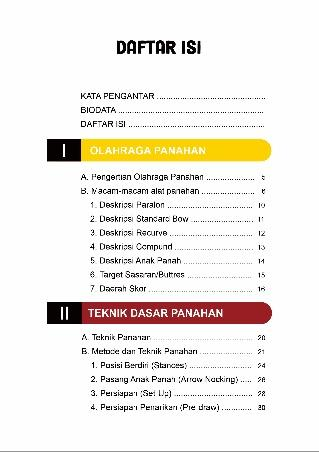 DAFTAR ISI
KATA PENGANTAR ................................................
BIODATA ................................................................
DAFTAR ISI ............................................................
I OLAHRAGA PANAHAN
A. Pengertian Olahraga Panahan ..................... 5
B. Macam-macam alat panahan ....................... 6
1. Deskripsi Paralon ..................................... 10
2. Deskripsi Standard Bow ........................... 11
3. Deskripsi Recurve .................................... 12
4. Deskripsi Compund .................................. 13
5. Deskripsi Anak Panah .............................. 14
6. Target Sasaran/Buttres ............................ 15
7. Daerah Skor ............................................. 16
II TEKNIK DASAR PANAHAN
A. Teknik Panahan ............................................ 20
B. Metode dan Teknik Panahan ....................... 21
1. Posisi Berdiri (Stances) ........................... 24
2. Pasang Anak Panah (Arrow Nocking) ..... 26
3. Persiapan (Set Up) .................................. 28
4. Persiapan Penarikan (Pre draw) ............. 30